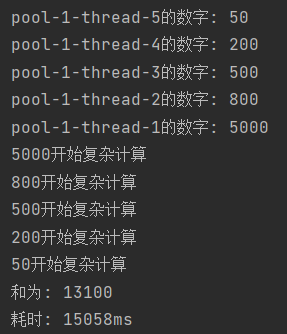 pool-1-thread-5的数字: 50
pool-1-thread-4的数字: 200
pool-1-thread-3的数字: 500
pool-1-thread-2的数字: 800
pool-1-thread-1的数字: 5000
5000开始复杂计算
800开始复杂计算
500开始复杂计算
200开始复杂计算
50开始复杂计算
和为: 13100
耗时: 15058ms